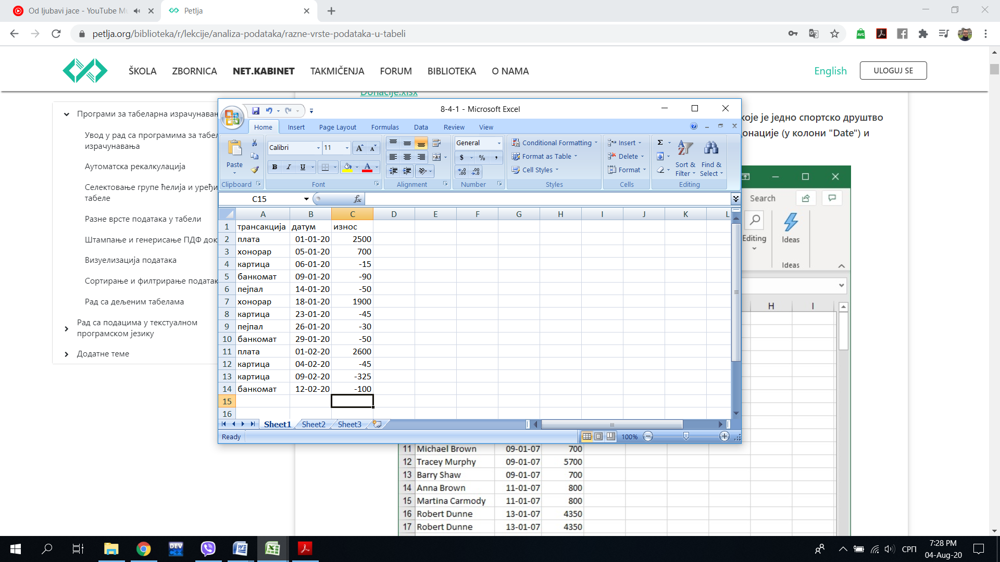 Od ljubavi jace - YouTube Mu
Petlja
petlja.org/biblioteka/r/lekcije/analiza-podataka/razne-vrste-podataka-u-tabeli
AVG
ŠKOLA ZBORNICA NET.KABINET TAKMIČENJA FORUM BIBLIOTEKA O NAMA
English ULOGUJ SE
Donacije.xlsx
Програми за табеларна израчунаван
Увод у рад са програмима за табел
израчунавања
Аутоматска рекалкулација
Селектовање групе ћелија и уређи
табеле
Разне врсте података у табели
Штампање и генерисање ПДФ док
Визуелизација података
Сортирање и филтрирање податак
Рад са дељеним табелама
Рад са подацима у текстуалном
програмском језику
Додатне теме
које је једно спортско друштво
донације (у колони "Date") и
8-4-1 - Microsoft Excel
Home Insert Page Layout Formulas Data Review View
Paste
Clipboard
Calibri 11
B I U
Font
Alignment
General
$ % ,
Number
Conditional Formatting
Format as Table
Cell Styles
Styles
Insert
Delete
Format
Cells
Σ
Sort &
Filter
Find &
Select
Editing
C15 fx
A B C D E F G H I J K L
1 трансакција датум износ
2 плата 01-01-20 2500
3 хонорар 05-01-20 700
4 картица 06-01-20 -15
5 банкомат 09-01-20 -90
6 пејпал 14-01-20 -50
7 хонорар 18-01-20 1900
8 картица 23-01-20 -45
9 пејпал 26-01-20 -30
10 банкомат 29-01-20 -50
11 плата 01-02-20 2600
12 картица 04-02-20 -45
13 картица 09-02-20 -325
14 банкомат 12-02-20 -100
15
16
Sheet1 Sheet2 Sheet3
Ready 100%
Search
Editing
Ideas
Ideas
H I
11 Michael Brown 09-01-07 700
12 Tracey Murphy 09-01-07 5700
13 Barry Shaw 09-01-07 700
14 Anna Brown 11-01-07 800
15 Martina Carmody 11-01-07 800
16 Robert Dunne 13-01-07 4350
17 Robert Dunne 13-01-07 4350
DEV
СРП
7:28 PM
04-Aug-20